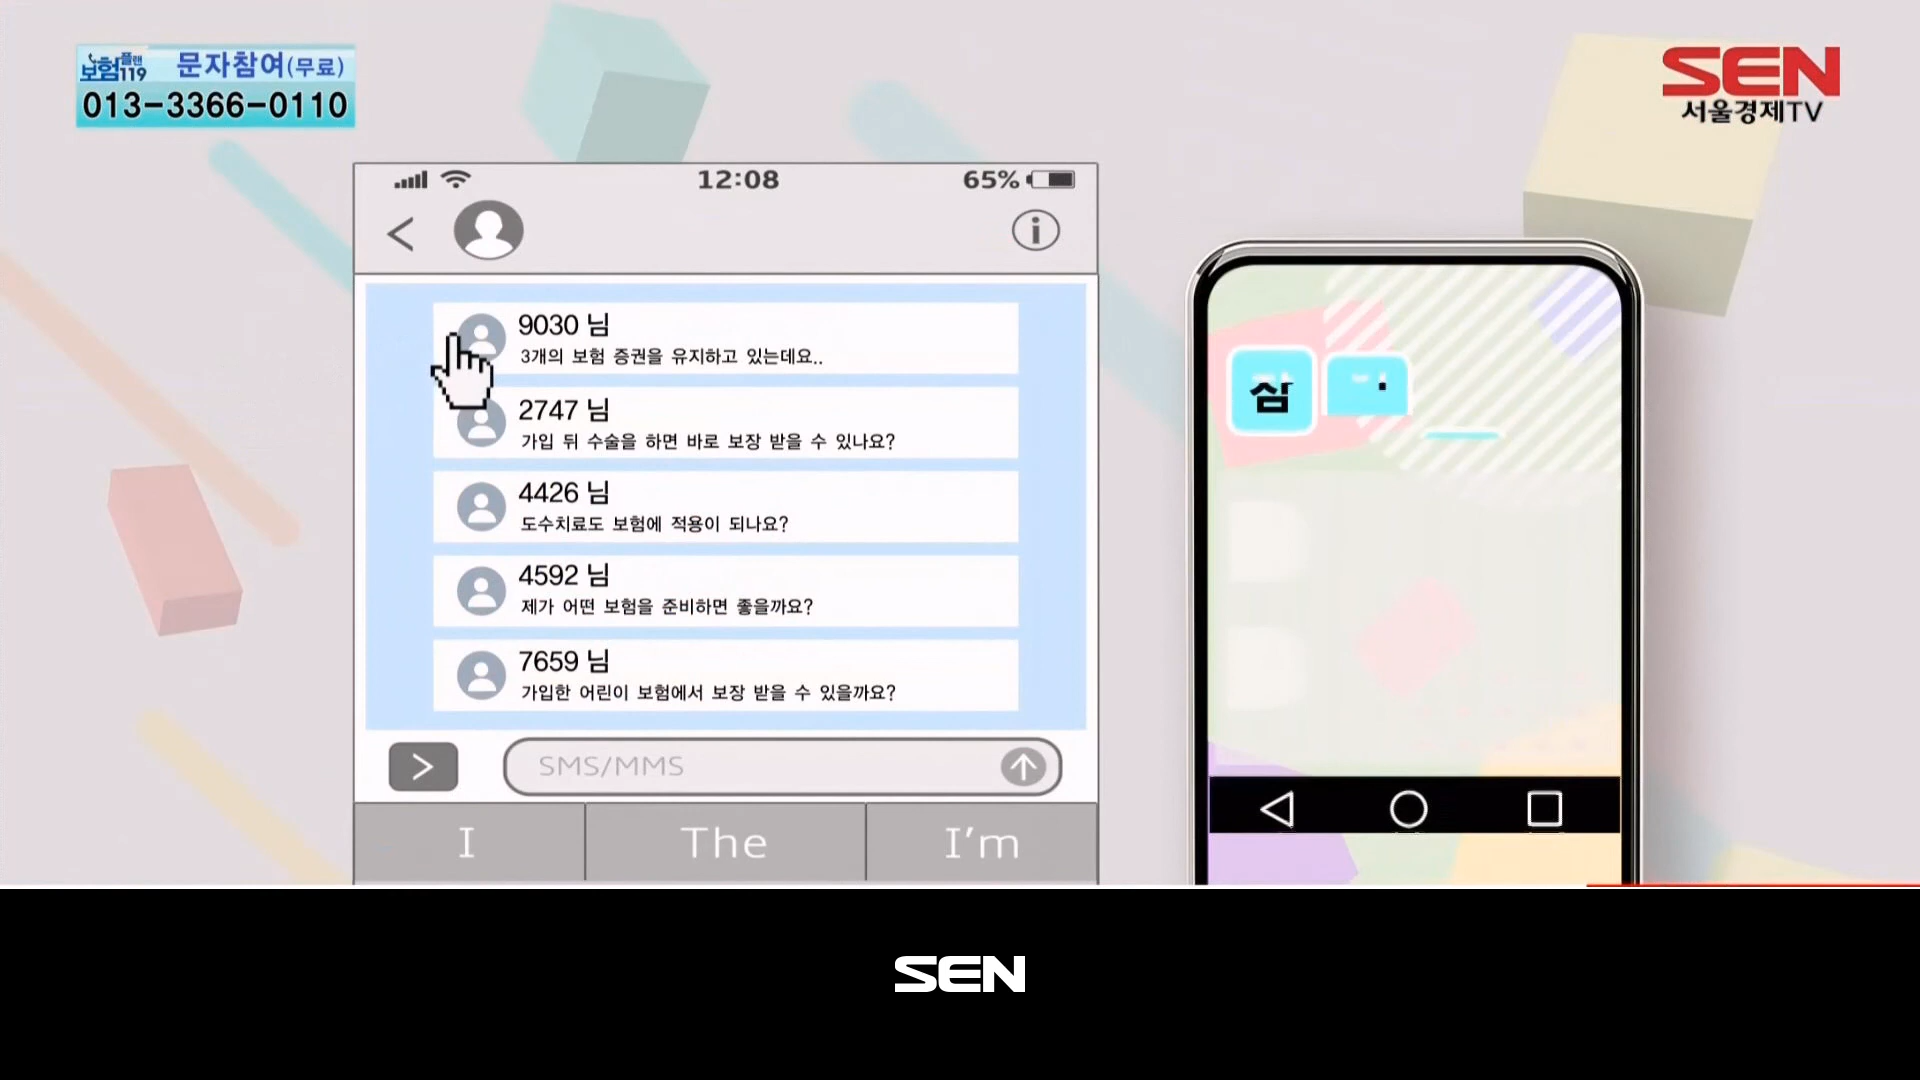 보험플랜119 문자참여(무료)
013-3366-0110
SEN
서울경제TV
12:08 65%
9030 님
3개의 보험 증권을 유지하고 있는데요..
2747 님
가입 뒤 수술을 하면 바로 보장 받을 수 있나요?
4426 님
도수치료도 보험에 적용이 되나요?
4592 님
제가 어떤 보험을 준비하면 좋을까요?
7659 님
가입한 어린이 보험에서 보장 받을 수 있을까요?
SMS/MMS
I The I'm
SEN